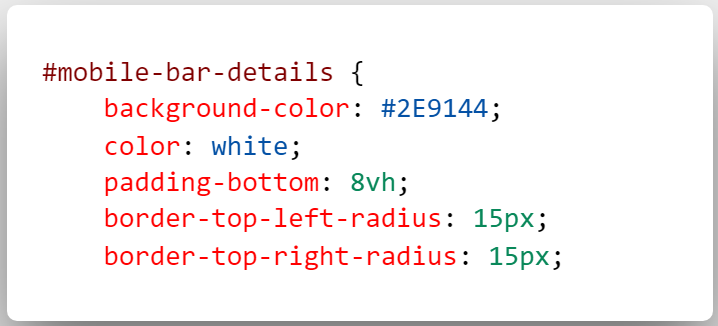 #mobile-bar-details {
    background-color: #2E9144;
    color: white;
    padding-bottom: 8vh;
    border-top-left-radius: 15px;
    border-top-right-radius: 15px;